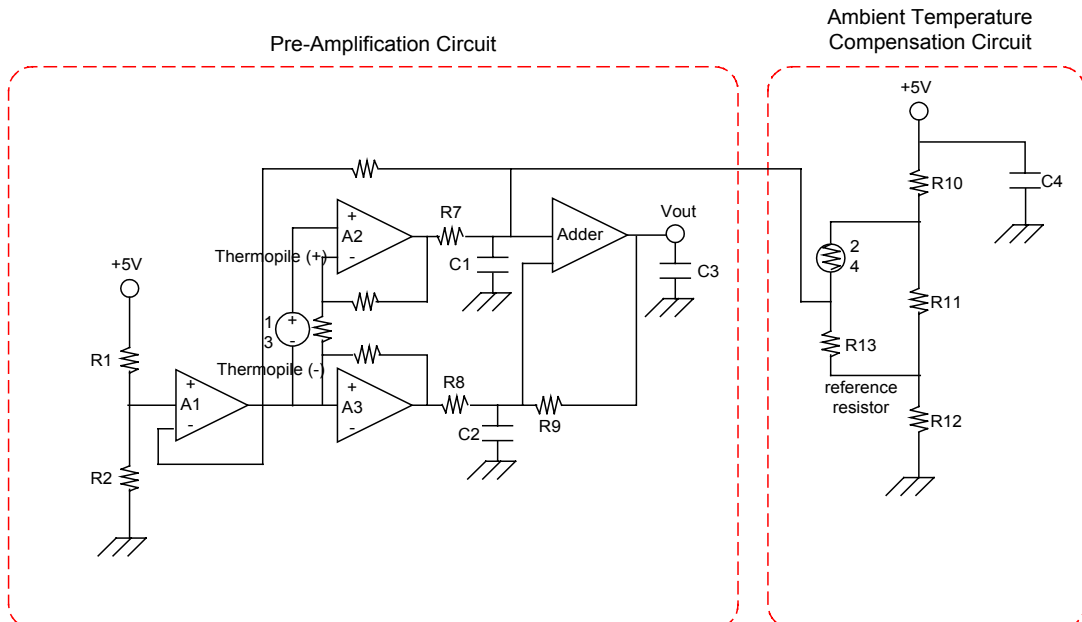 Pre-Amplification Circuit
Ambient Temperature
Compensation Circuit
+5V
R10
C4
R7
Vout
+
A2
-
Adder
Thermopile (+)
C1
C3
2
4
+5V
1
3
+
-
R11
R13
R1
Thermopile (-)
reference
resistor
+
A1
-
+
A3
-
R8
C2
R9
R12
R2